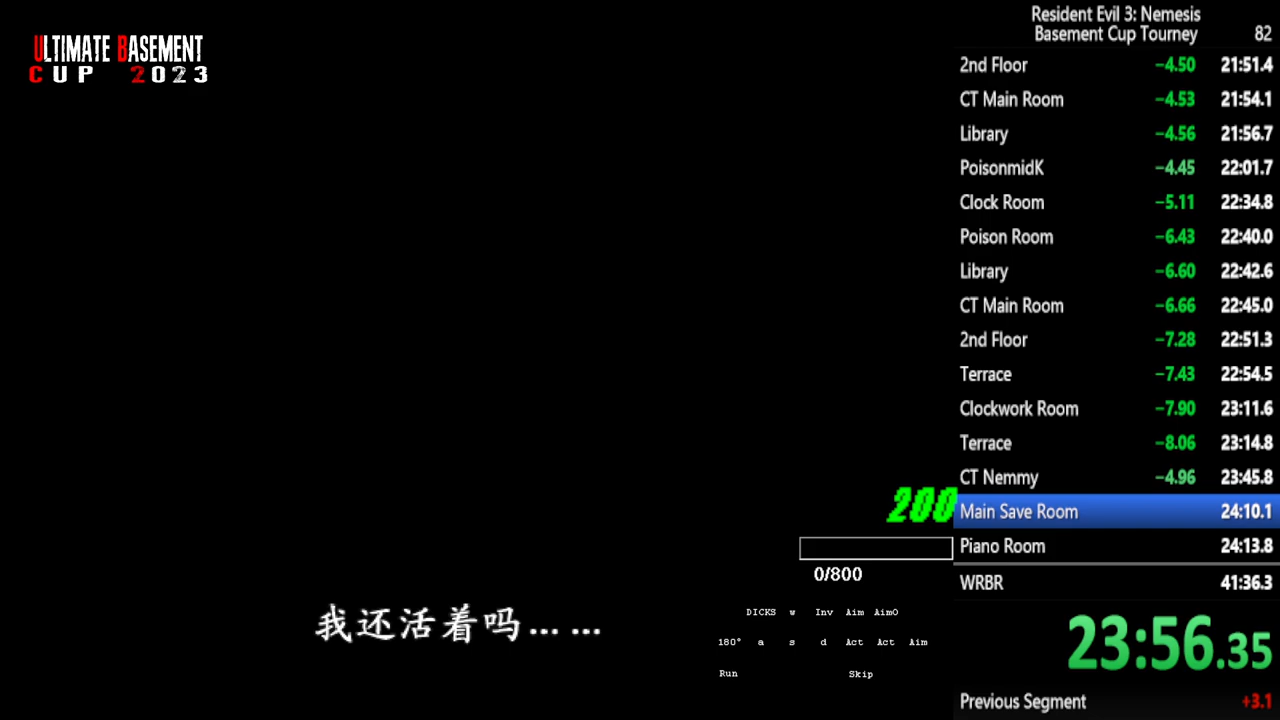 ULTIMATE BASEMENT
CUP 2023
Resident Evil 3: Nemesis
Basement Cup Tourney 82
2nd Floor −4.50 21:51.4
CT Main Room −4.53 21:54.1
Library −4.56 21:56.7
PoisonmidK −4.45 22:01.7
Clock Room −5.11 22:34.8
Poison Room −6.43 22:40.0
Library −6.60 22:42.6
CT Main Room −6.66 22:45.0
2nd Floor −7.28 22:51.3
Terrace −7.43 22:54.5
Clockwork Room −7.90 23:11.6
Terrace −8.06 23:14.8
CT Nemmy −4.96 23:45.8
Main Save Room 24:10.1
Piano Room 24:13.8
WRBR 41:36.3
23:56.35
Previous Segment +3.1
200
0/800
DICKS w Inv Aim AimO
180° a s d Act Act Aim
Run Skip
我还活着吗... ...